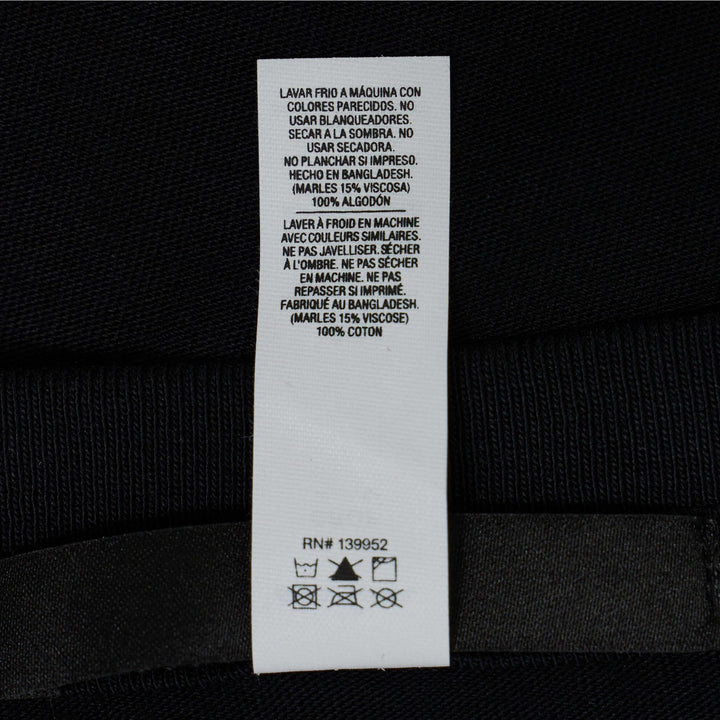 LAVAR FRIO A MÁQUINA CON
COLORES PARECIDOS. NO
USAR BLANQUEADORES.
SECAR A LA SOMBRA. NO
USAR SECADORA.
NO PLANCHAR SI IMPRESO.
HECHO EN BANGLADESH.
(MARLES 15% VISCOSA)
100% ALGODÓN
LAVER À FROID EN MACHINE
AVEC COULEURS SIMILAIRES.
NE PAS JAVELLISER. SÉCHER
À L'OMBRE. NE PAS SÉCHER
EN MACHINE. NE PAS
REPASSER SI IMPRIMÉ.
FABRIQUÉ AU BANGLADESH.
(MARLES 15% VISCOSE)
100% COTON
RN# 139952